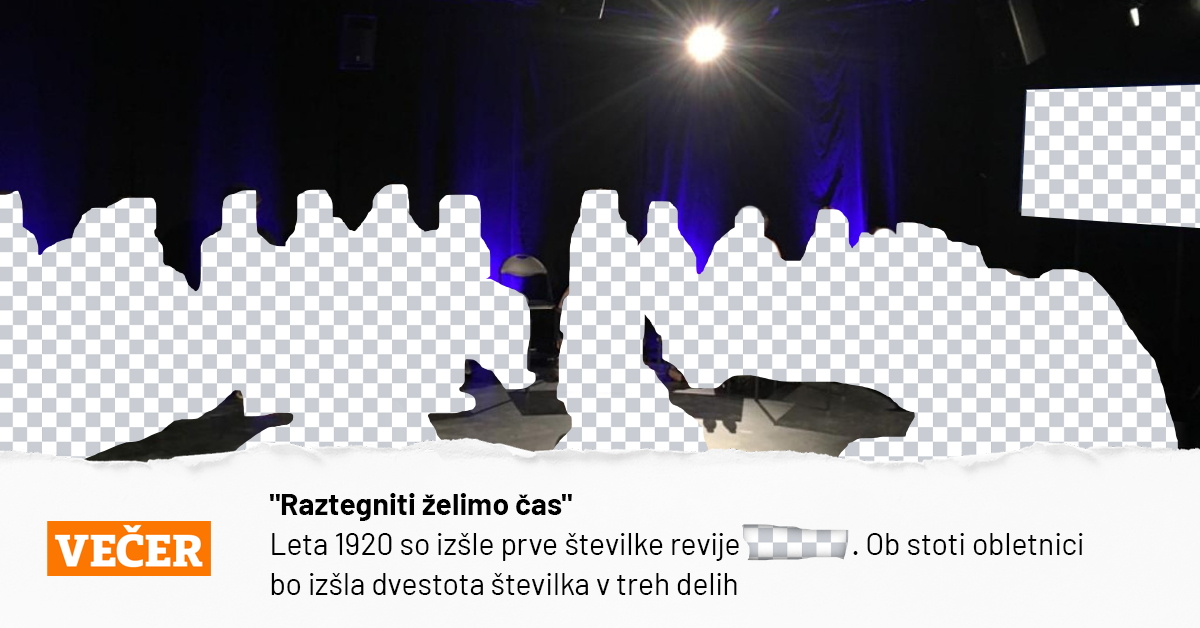 "Raztegniti želimo čas"
VEČER
Leta 1920 so izšle prve številke revije . Ob stoti obletnici
bo izšla dvestota številka v treh delih